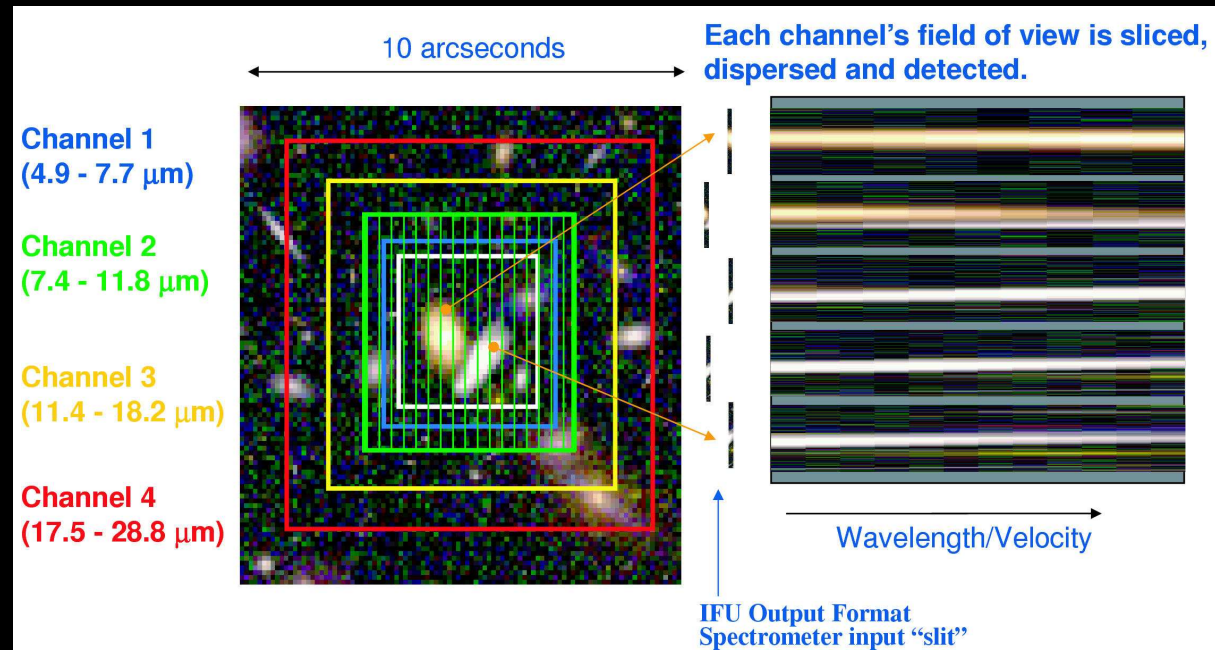 10 arcseconds
Each channel's field of view is sliced,
dispersed and detected.
Channel 1
(4.9 - 7.7 μm)
Channel 2
(7.4 - 11.8 μm)
Channel 3
(11.4 - 18.2 μm)
Channel 4
(17.5 - 28.8 μm)
Wavelength/Velocity
IFU Output Format
Spectrometer input “slit”